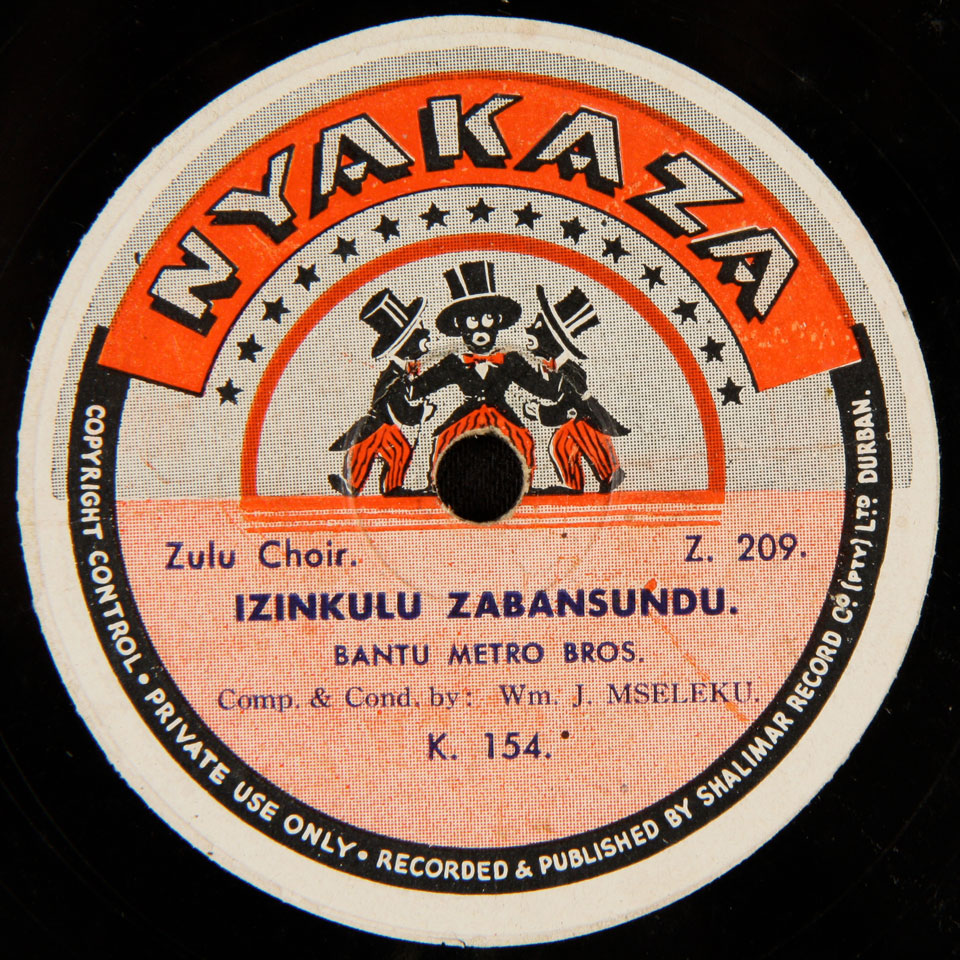 NYAKAZA
Zulu Choir. Z. 209.
IZINKULU ZABANSUNDU.
BANTU METRO BROS.
Comp. & Cond. by: Wm. J. MSELEKU.
K. 154.
COPYRIGHT CONTROL • PRIVATE USE ONLY • RECORDED & PUBLISHED BY SHALIMAR RECORD Co. (PTY) LTD DURBAN.